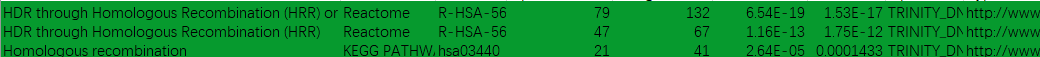 HDR through Homologous Recombination (HRR) or Reactome R-HSA-56 79 132 6.54E-19 1.53E-17 TRINITY_DN http://www
HDR through Homologous Recombination (HRR) Reactome R-HSA-56 47 67 1.16E-13 1.75E-12 TRINITY_DN http://www
Homologous recombination KEGG PATHWA hsa03440 21 41 2.64E-05 0.0001433 TRINITY_DN http://www